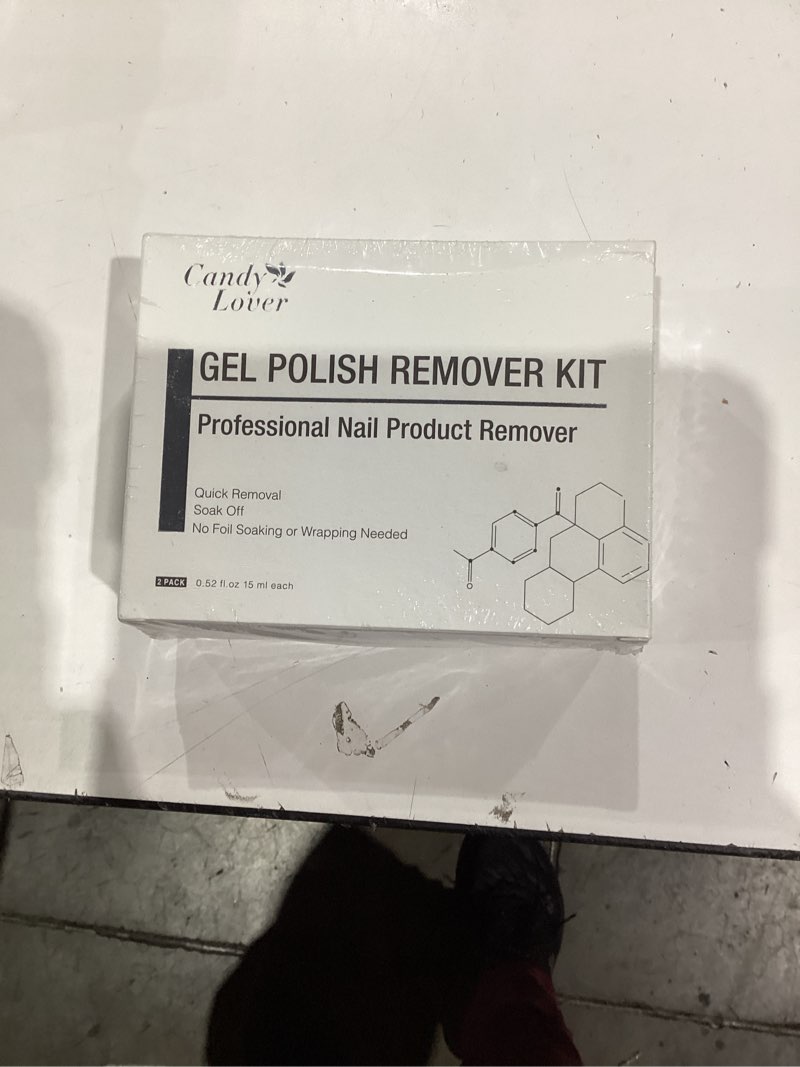 Candy
Lover
GEL POLISH REMOVER KIT
Professional Nail Product Remover
Quick Removal
Soak Off
No Foil Soaking or Wrapping Needed
2 PACK 0.52 fl.oz 15 ml each
O